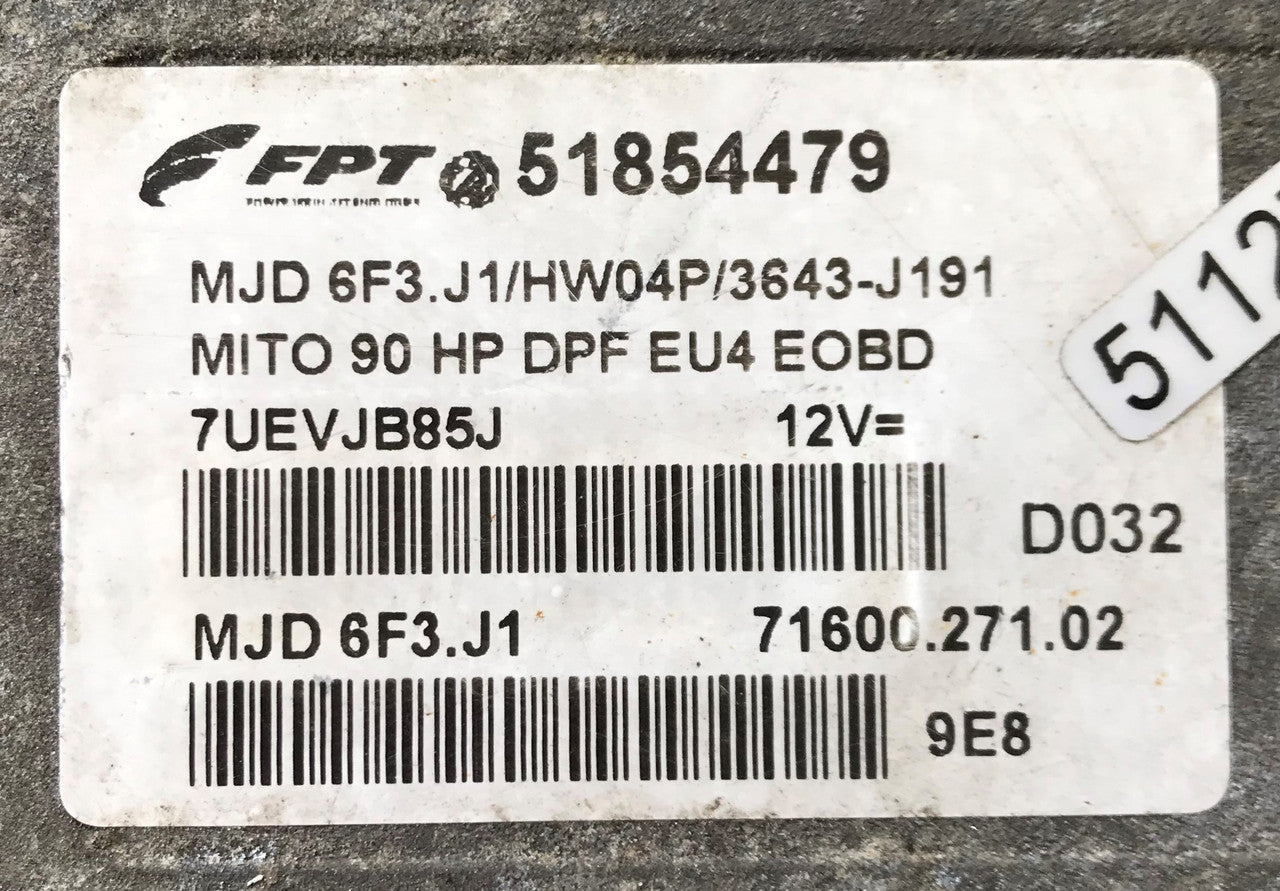 FPT 51854479
MJD 6F3.J1/HW04P/3643-J191
MITO 90 HP DPF EU4 EOBD
7UEVJB85J 12V=
D032
MJD 6F3.J1 71600.271.02
9E8
5112